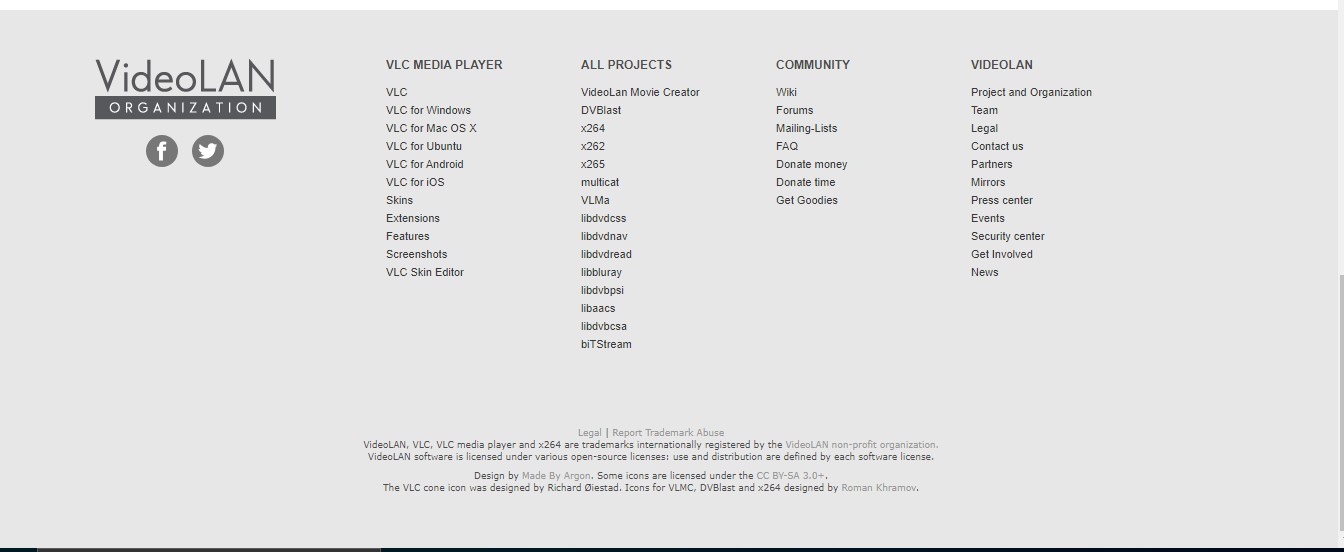 VideoLAN
ORGANIZATION
VLC MEDIA PLAYER
VLC
VLC for Windows
VLC for Mac OS X
VLC for Ubuntu
VLC for Android
VLC for iOS
Skins
Extensions
Features
Screenshots
VLC Skin Editor
ALL PROJECTS
VideoLan Movie Creator
DVBlast
x264
x262
x265
multicat
VLMa
libdvdcss
libdvdnav
libdvdread
libbluray
libdvbpsi
libaacs
libdvbcsa
biTStream
COMMUNITY
Wiki
Forums
Mailing-Lists
FAQ
Donate money
Donate time
Get Goodies
VIDEOLAN
Project and Organization
Team
Legal
Contact us
Partners
Mirrors
Press center
Events
Security center
Get Involved
News
Legal | Report Trademark Abuse
VideoLAN, VLC, VLC media player and x264 are trademarks internationally registered by the VideoLAN non-profit organization.
VideoLAN software is licensed under various open-source licenses: use and distribution are defined by each software license.
Design by Made By Argon. Some icons are licensed under the CC BY-SA 3.0+.
The VLC cone icon was designed by Richard Øiestad. Icons for VLMC, DVBlast and x264 designed by Roman Khramov.